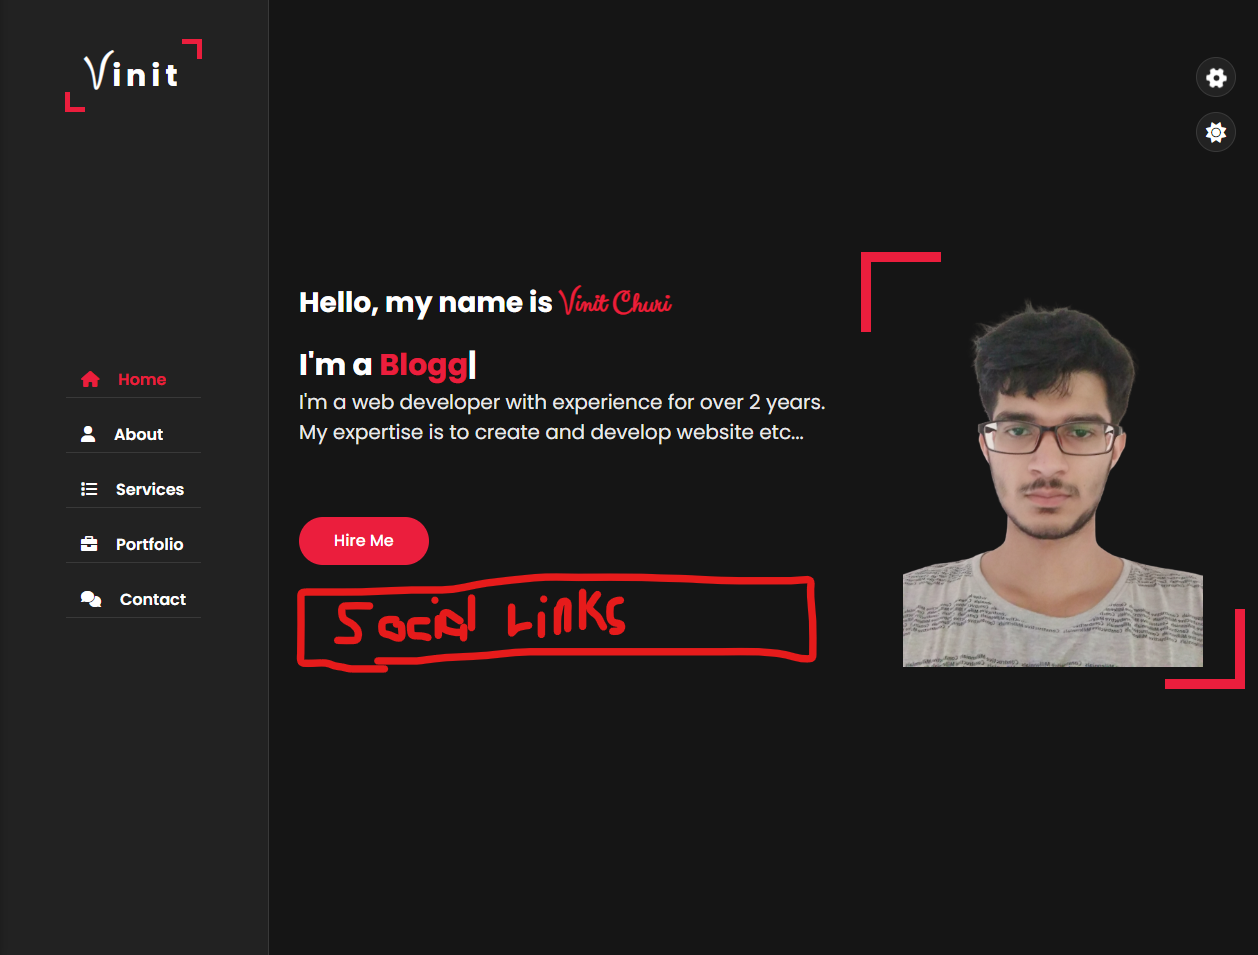 Vinit
Home
About
Services
Portfolio
Contact
Hello, my name is Vinit Churi
I'm a Blogg
I'm a web developer with experience for over 2 years.
My expertise is to create and develop website etc...
Hire Me
Social Links